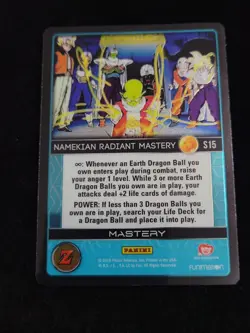 NAMEKIAN RADIANT MASTERY S15
∞: Whenever an Earth Dragon Ball you
own enters play during combat, raise
your anger 1 level. While 3 or more Earth
Dragon Balls you own are in play, your
attacks deal +2 life cards of damage.
POWER: If less than 3 Dragon Balls you
own are in play, search your Life Deck for
a Dragon Ball and place it into play.
MASTERY
PANINI
Z
FUNIMATION